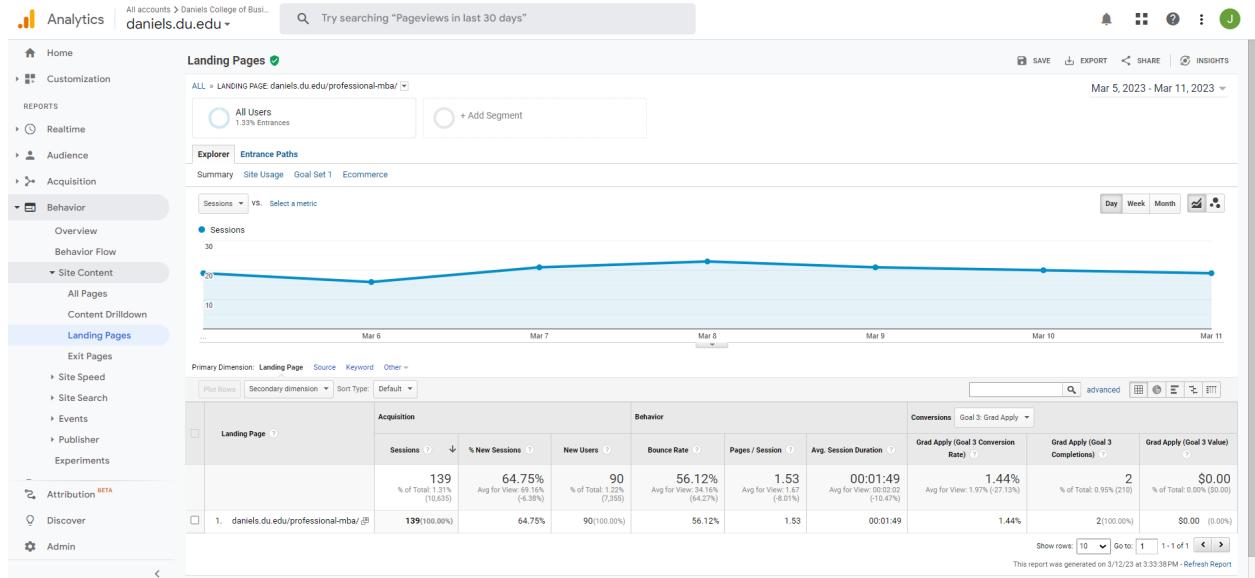 Analytics
All accounts > Daniels College of Busi...
daniels.du.edu
Try searching “Pageviews in last 30 days”
J
Home
Customization
REPORTS
Realtime
Audience
Acquisition
Behavior
Overview
Behavior Flow
Site Content
All Pages
Content Drilldown
Landing Pages
Exit Pages
Site Speed
Site Search
Events
Publisher
Experiments
Attribution BETA
Discover
Admin
Landing Pages
SAVE EXPORT SHARE INSIGHTS
ALL » LANDING PAGE: daniels.du.edu/professional-mba/
Mar 5, 2023 - Mar 11, 2023
All Users
1.33% Entrances
+ Add Segment
Explorer Entrance Paths
Summary Site Usage Goal Set 1 Ecommerce
Sessions VS. Select a metric
Day Week Month
Sessions
30
20
10
... Mar 6 Mar 7 Mar 8 Mar 9 Mar 10 Mar 11
Primary Dimension: Landing Page Source Keyword Other
Plot Rows Secondary dimension Sort Type: Default
advanced
Acquisition Behavior Conversions Goal 3: Grad Apply
Landing Page
Sessions % New Sessions New Users Bounce Rate Pages / Session Avg. Session Duration Grad Apply (Goal 3 Conversion Rate) Grad Apply (Goal 3 Completions) Grad Apply (Goal 3 Value)
139 64.75% 90 56.12% 1.53 00:01:49 1.44% 2 $0.00
% of Total: 1.31% Avg for View: 69.16% % of Total: 1.22% Avg for View: 34.16% Avg for View: 1.67 Avg for View: 00:02:02 Avg for View: 1.97% (-27.13%) % of Total: 0.95% (210) % of Total: 0.00% ($0.00)
(10,635) (-6.38%) (7,355) (64.27%) (-8.01%) (-10.47%)
1. daniels.du.edu/professional-mba/ 139(100.00%) 64.75% 90(100.00%) 56.12% 1.53 00:01:49 1.44% 2(100.00%) $0.00 (0.00%)
Show rows: 10 Go to: 1 1 - 1 of 1
This report was generated on 3/12/23 at 3:33:38 PM - Refresh Report